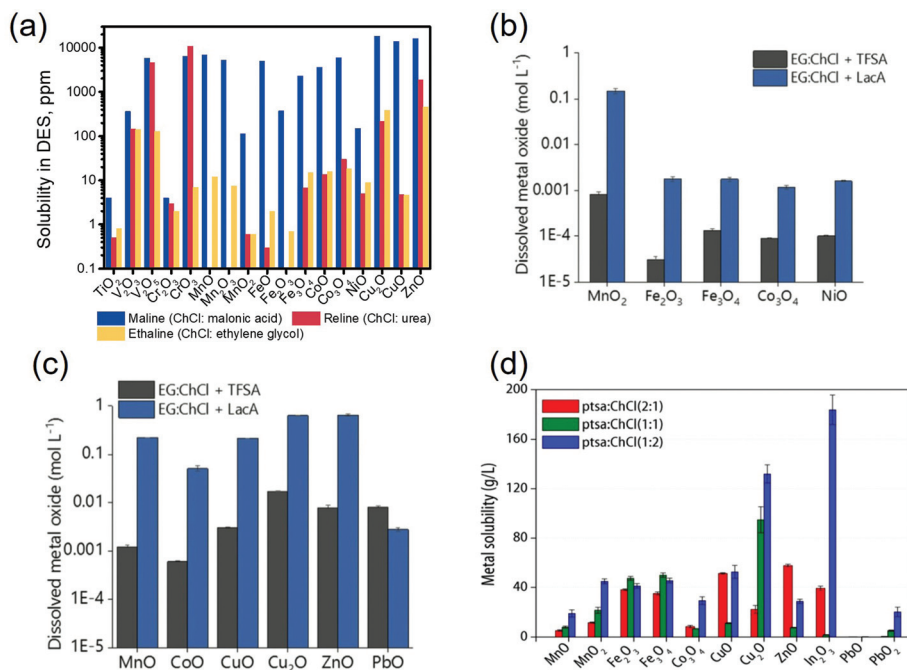 (a)
Solubility in DES, ppm
10000
1000
100
10
1
0.1
TiO₂
V₂O₃
V₂O₅
Cr₂O₃
CrO₃
MnO
Mn₂O₃
MnO₂
FeO
Fe₂O₃
Fe₃O₄
CoO
Co₃O₄
NiO
Cu₂O
CuO
ZnO
Maline (ChCl: malonic acid)
Reline (ChCl: urea)
Ethaline (ChCl: ethylene glycol)
(b)
EG:ChCl + TFSA
EG:ChCl + LacA
Dissolved metal oxide (mol L⁻¹)
1
0.1
0.01
0.001
1E-4
1E-5
MnO₂
Fe₂O₃
Fe₃O₄
Co₃O₄
NiO
(c)
EG:ChCl + TFSA
EG:ChCl + LacA
Dissolved metal oxide (mol L⁻¹)
1
0.1
0.01
0.001
1E-4
1E-5
MnO
CoO
CuO
Cu₂O
ZnO
PbO
(d)
ptsa:ChCl(2:1)
ptsa:ChCl(1:1)
ptsa:ChCl(1:2)
Metal solubility (g/L)
200
160
120
80
40
0
MnO
MnO₂
Fe₂O₃
Fe₃O₄
Co₃O₄
CuO
Cu₂O
ZnO
In₂O₃
PbO
PbO₂